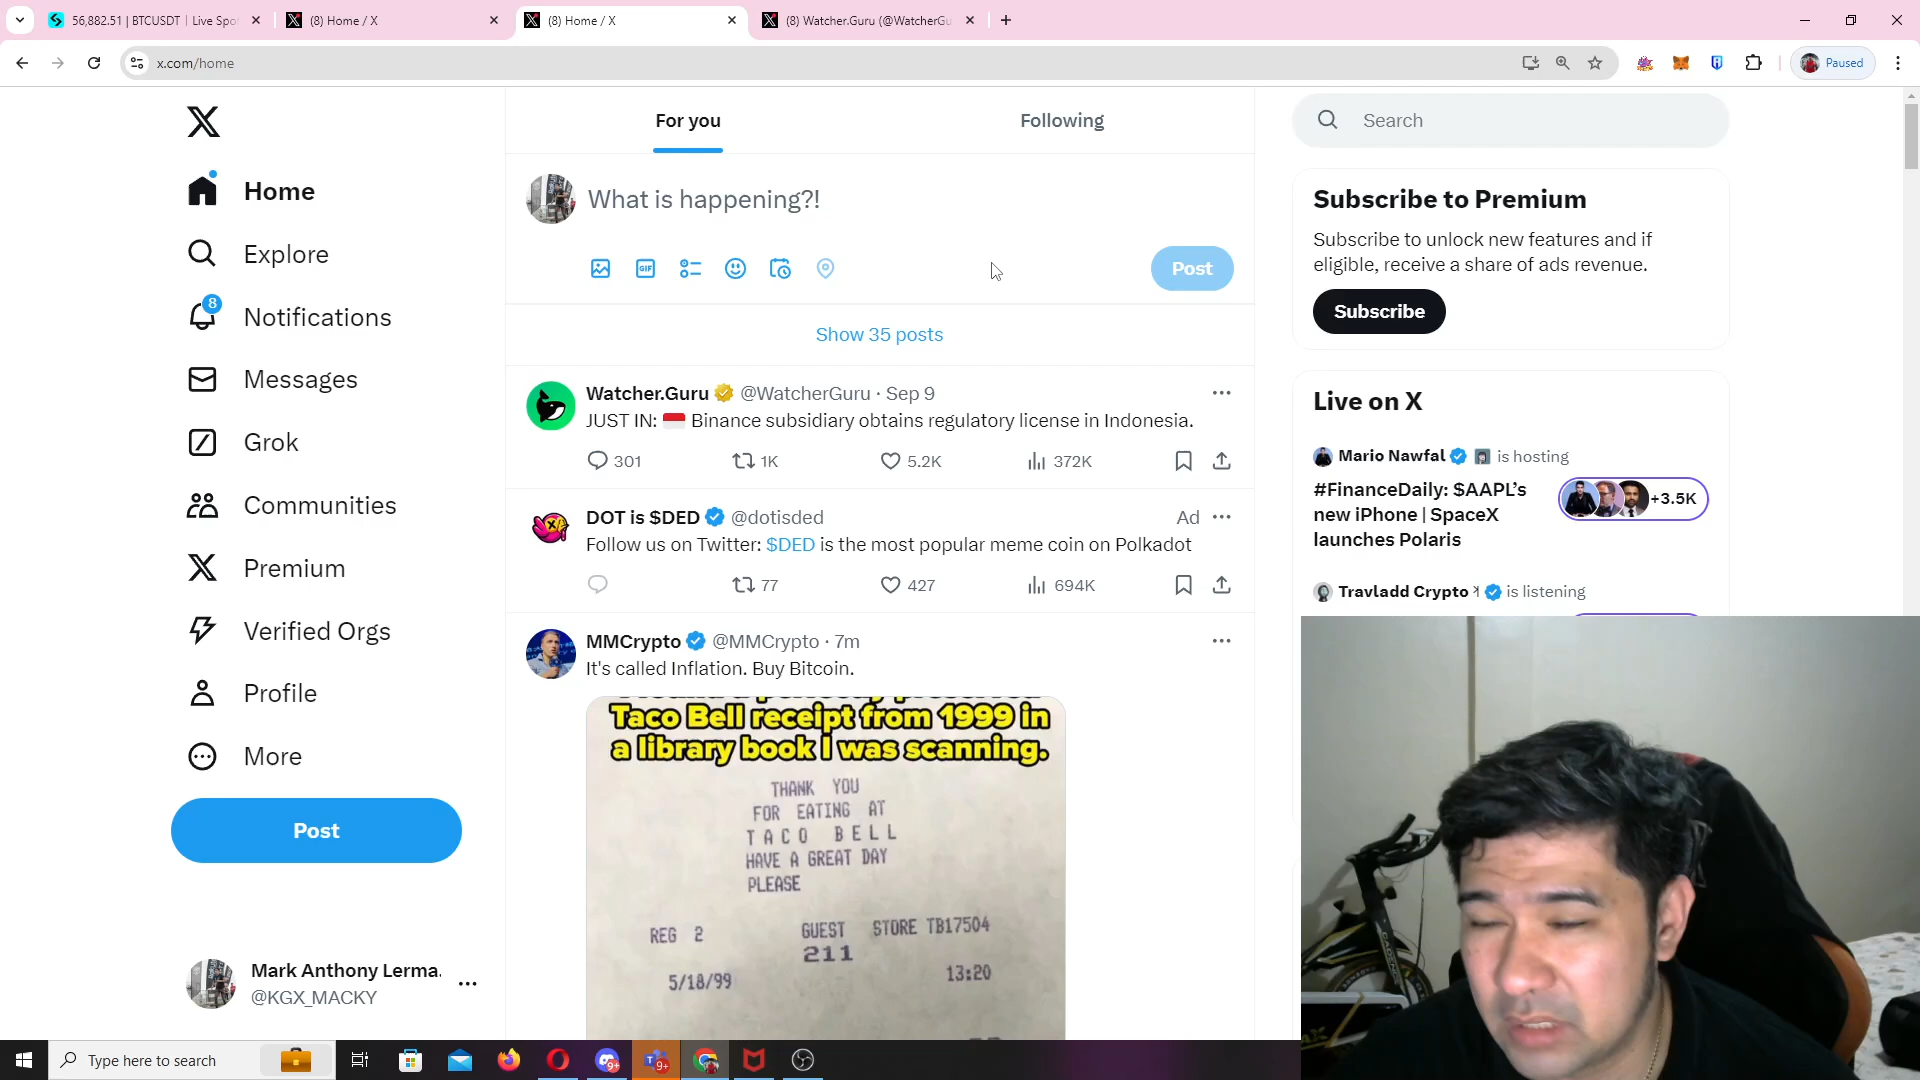 56,882.51 | BTCUSDT | Live Spo
(8) Home / X
(8) Home / X
(8) Watcher.Guru (@WatcherGu
x.com/home
Paused
For you
Following
Search
Home
Explore
8
Notifications
Messages
Grok
Communities
Premium
Verified Orgs
Profile
More
Post
Mark Anthony Lerma.
@KGX_MACKY
What is happening?!
GIF
Post
Show 35 posts
Watcher.Guru @WatcherGuru · Sep 9
JUST IN: Binance subsidiary obtains regulatory license in Indonesia.
301 1K 5.2K 372K
DOT is $DED @dotisded Ad
Follow us on Twitter: $DED is the most popular meme coin on Polkadot
77 427 694K
MMCrypto @MMCrypto · 7m
It's called Inflation. Buy Bitcoin.
Taco Bell receipt from 1999 in
a library book I was scanning.
THANK YOU
FOR EATING AT
TACO BELL
HAVE A GREAT DAY
PLEASE
REG 2 GUEST STORE TB17504
211
5/18/99 13:20
Subscribe to Premium
Subscribe to unlock new features and if
eligible, receive a share of ads revenue.
Subscribe
Live on X
Mario Nawfal is hosting
#FinanceDaily: $AAPL’s
new iPhone | SpaceX
launches Polaris
+3.5K
Travladd Crypto is listening
Type here to search
9+
9+